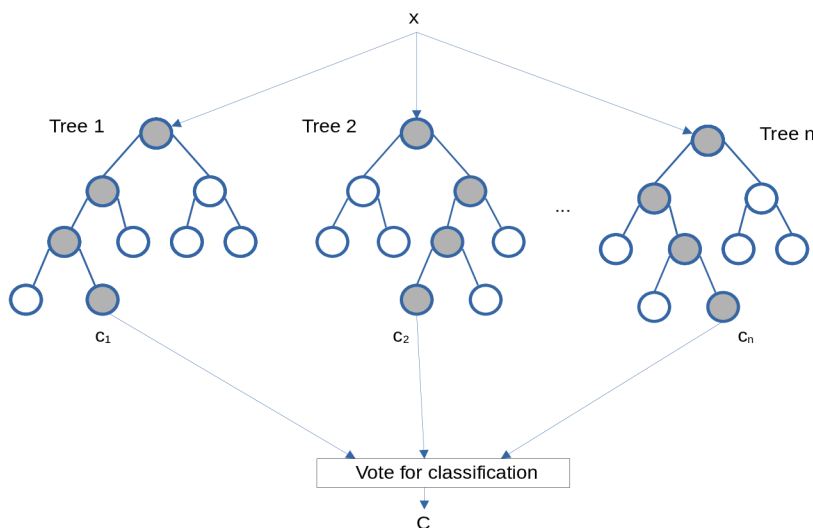 x
Tree 1
Tree 2
Tree n
...
c₁
c₂
cₙ
Vote for classification
C